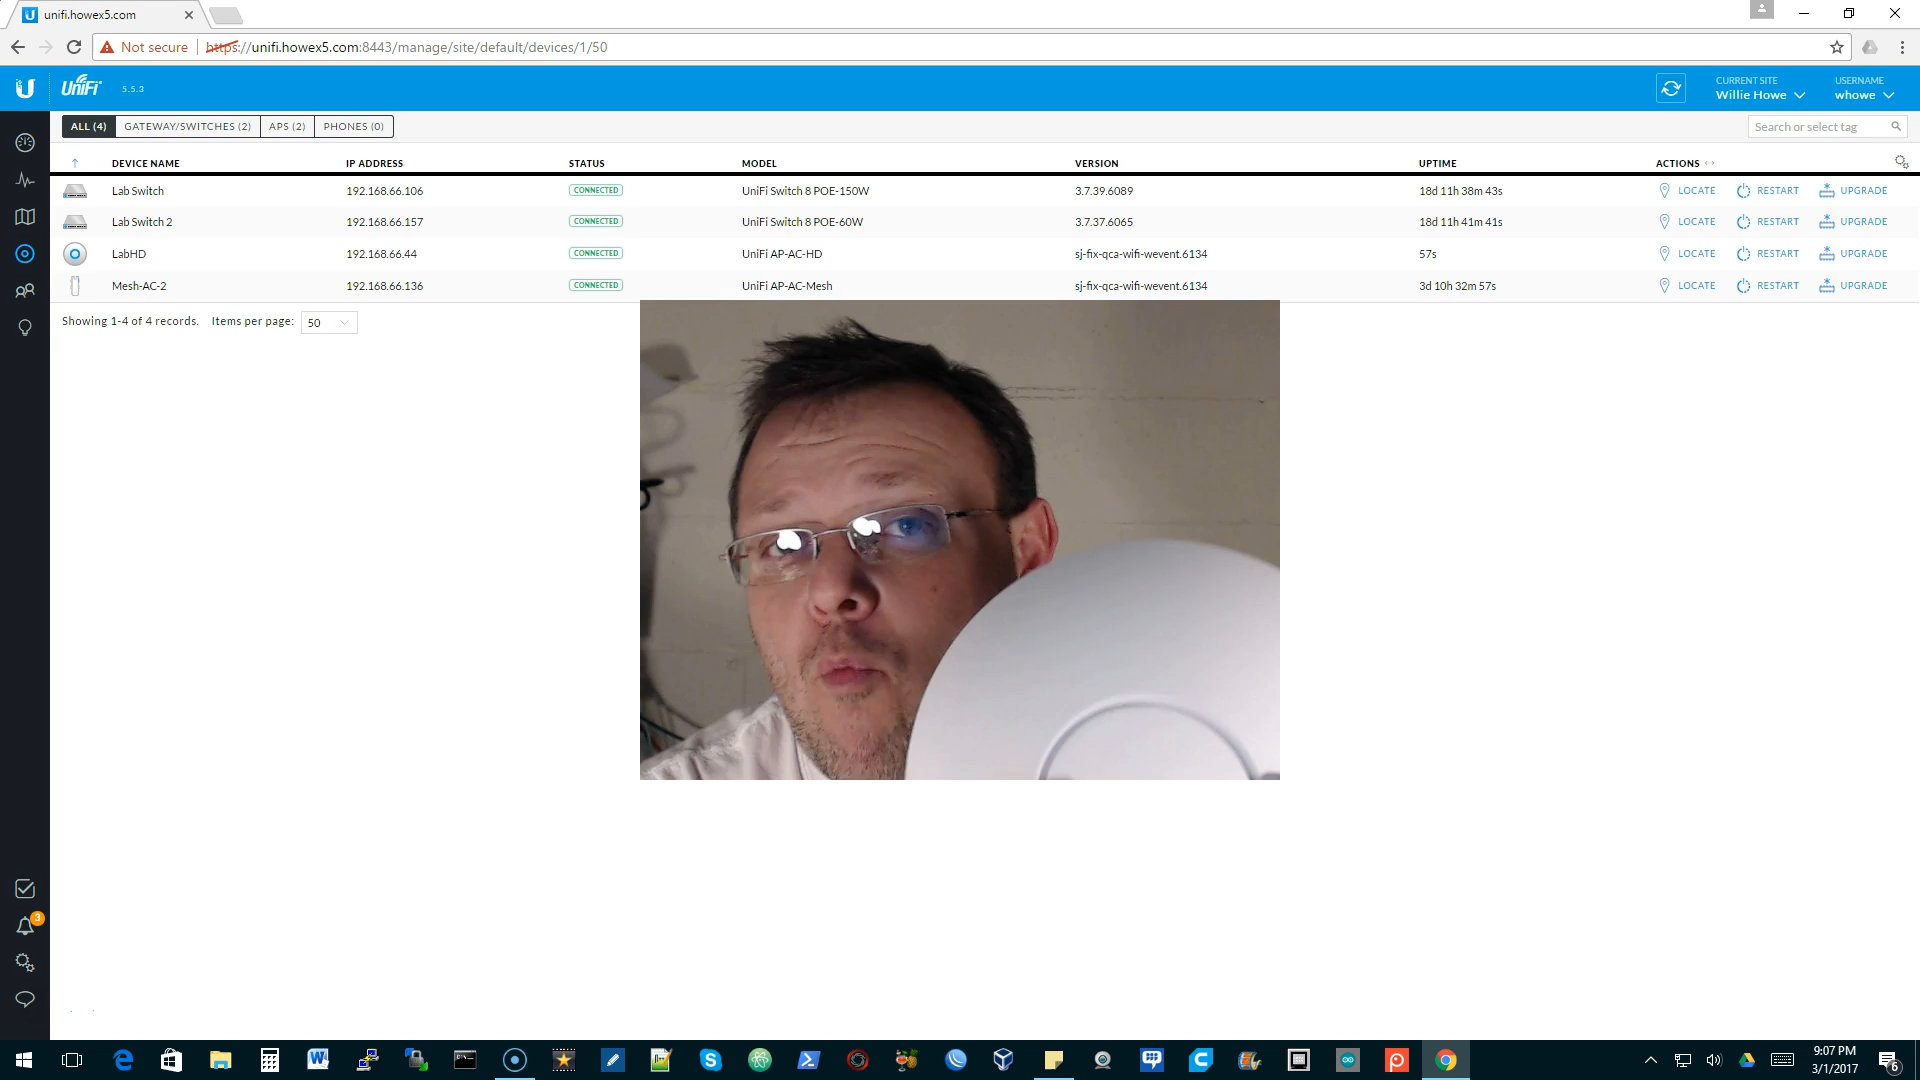 unifi.howex5.com
Not secure https://unifi.howex5.com:8443/manage/site/default/devices/1/50
UniFi 5.5.3
CURRENT SITE
Willie Howe
USERNAME
whowe
ALL (4) GATEWAY/SWITCHES (2) APS (2) PHONES (0)
Search or select tag
DEVICE NAME IP ADDRESS STATUS MODEL VERSION UPTIME ACTIONS
Lab Switch 192.168.66.106 CONNECTED UniFi Switch 8 POE-150W 3.7.39.6089 18d 11h 38m 43s LOCATE RESTART UPGRADE
Lab Switch 2 192.168.66.157 CONNECTED UniFi Switch 8 POE-60W 3.7.37.6065 18d 11h 41m 41s LOCATE RESTART UPGRADE
LabHD 192.168.66.44 CONNECTED UniFi AP-AC-HD sj-fix-qca-wifi-wevent.6134 57s LOCATE RESTART UPGRADE
Mesh-AC-2 192.168.66.136 CONNECTED UniFi AP-AC-Mesh sj-fix-qca-wifi-wevent.6134 3d 10h 32m 57s LOCATE RESTART UPGRADE
Showing 1-4 of 4 records. Items per page: 50
3
9:07 PM
3/1/2017
6